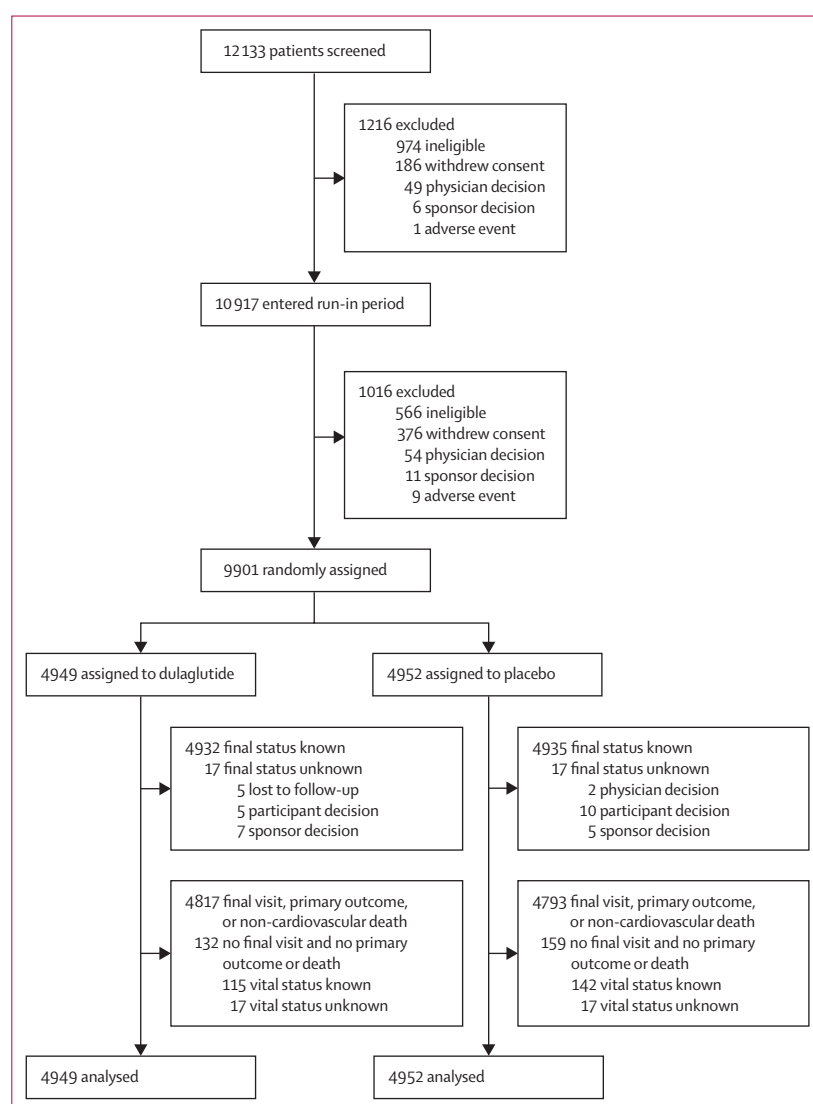 12 133 patients screened
1216 excluded
974 ineligible
186 withdrew consent
49 physician decision
6 sponsor decision
1 adverse event
10 917 entered run-in period
1016 excluded
566 ineligible
376 withdrew consent
54 physician decision
11 sponsor decision
9 adverse event
9901 randomly assigned
4949 assigned to dulaglutide
4952 assigned to placebo
4932 final status known
17 final status unknown
5 lost to follow-up
5 participant decision
7 sponsor decision
4935 final status known
17 final status unknown
2 physician decision
10 participant decision
5 sponsor decision
4817 final visit, primary outcome,
or non-cardiovascular death
132 no final visit and no primary
outcome or death
115 vital status known
17 vital status unknown
4793 final visit, primary outcome,
or non-cardiovascular death
159 no final visit and no primary
outcome or death
142 vital status known
17 vital status unknown
4949 analysed
4952 analysed